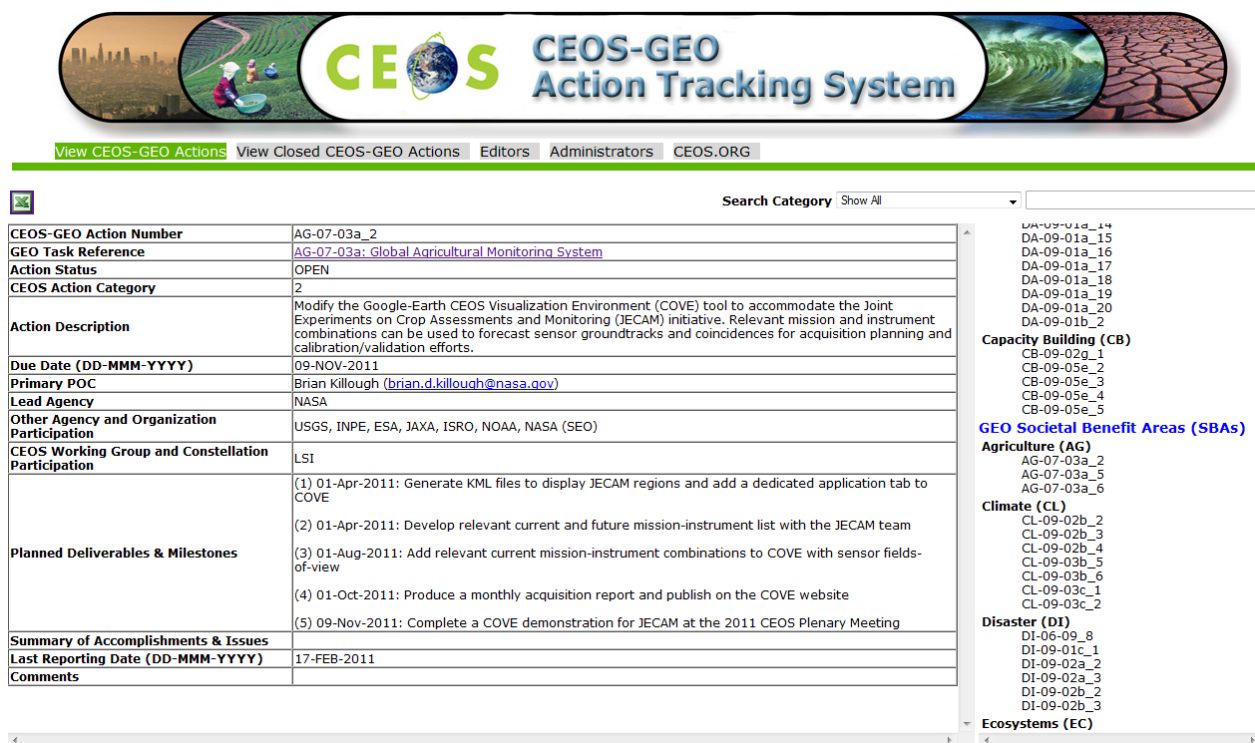 CEOS
CEOS-GEO
Action Tracking System
View CEOS-GEO Actions View Closed CEOS-GEO Actions Editors Administrators CEOS.ORG
Search Category Show All
CEOS-GEO Action Number AG-07-03a_2
GEO Task Reference AG-07-03a: Global Agricultural Monitoring System
Action Status OPEN
CEOS Action Category 2
Action Description
Modify the Google-Earth CEOS Visualization Environment (COVE) tool to accommodate the Joint
Experiments on Crop Assessments and Monitoring (JECAM) initiative. Relevant mission and instrument
combinations can be used to forecast sensor groundtracks and coincidences for acquisition planning and
calibration/validation efforts.
Due Date (DD-MMM-YYYY) 09-NOV-2011
Primary POC Brian Killough (brian.d.killough@nasa.gov)
Lead Agency NASA
Other Agency and Organization
Participation
USGS, INPE, ESA, JAXA, ISRO, NOAA, NASA (SEO)
CEOS Working Group and Constellation
Participation
LSI
Planned Deliverables & Milestones
(1) 01-Apr-2011: Generate KML files to display JECAM regions and add a dedicated application tab to
COVE
(2) 01-Apr-2011: Develop relevant current and future mission-instrument list with the JECAM team
(3) 01-Aug-2011: Add relevant current mission-instrument combinations to COVE with sensor fields-
of-view
(4) 01-Oct-2011: Produce a monthly acquisition report and publish on the COVE website
(5) 09-Nov-2011: Complete a COVE demonstration for JECAM at the 2011 CEOS Plenary Meeting
Summary of Accomplishments & Issues
Last Reporting Date (DD-MMM-YYYY) 17-FEB-2011
Comments
DA-09-01a_14
DA-09-01a_15
DA-09-01a_16
DA-09-01a_17
DA-09-01a_18
DA-09-01a_19
DA-09-01a_20
DA-09-01b_2
Capacity Building (CB)
CB-09-02g_1
CB-09-05e_2
CB-09-05e_3
CB-09-05e_4
CB-09-05e_5
GEO Societal Benefit Areas (SBAs)
Agriculture (AG)
AG-07-03a_2
AG-07-03a_5
AG-07-03a_6
Climate (CL)
CL-09-02b_2
CL-09-02b_3
CL-09-02b_4
CL-09-03b_5
CL-09-03b_6
CL-09-03c_1
CL-09-03c_2
Disaster (DI)
DI-06-09_8
DI-09-01c_1
DI-09-02a_2
DI-09-02a_3
DI-09-02b_2
DI-09-02b_3
Ecosystems (EC)